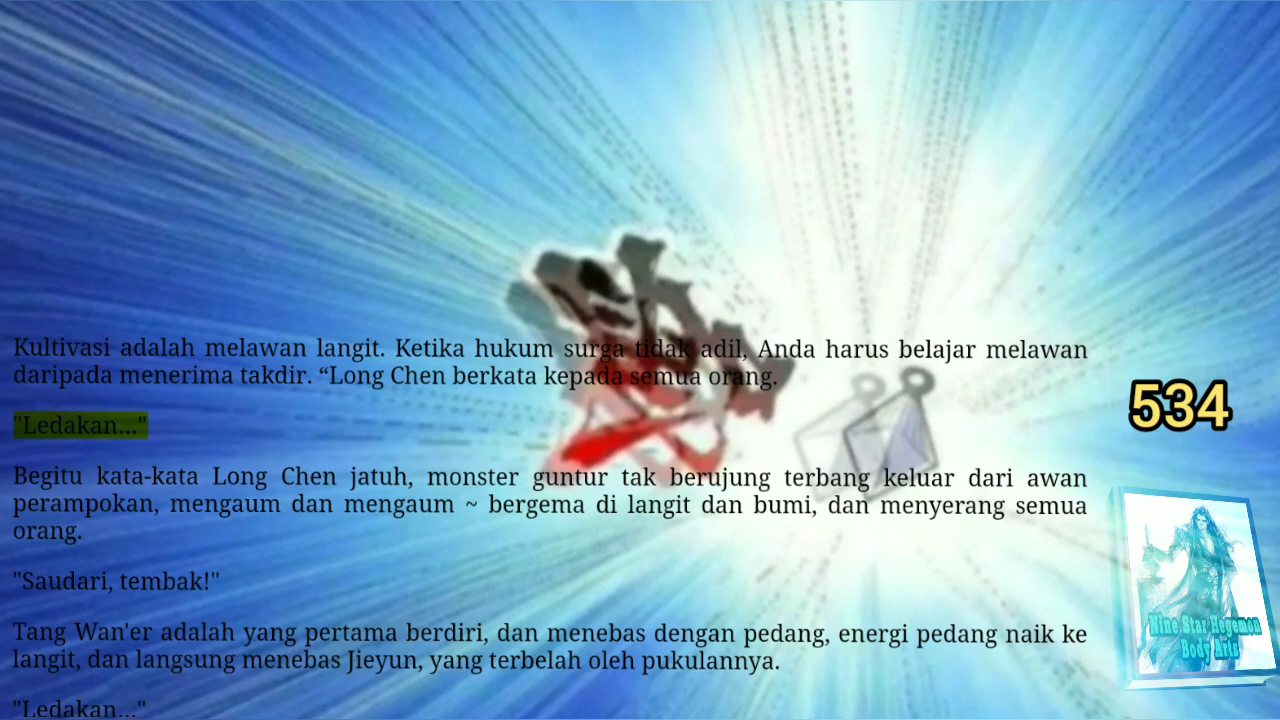 Kultivasi adalah melawan langit. Ketika hukum surga tidak adil, Anda harus belajar melawan
daripada menerima takdir. “Long Chen berkata kepada semua orang.
"Ledakan..."
Begitu kata-kata Long Chen jatuh, monster guntur tak berujung terbang keluar dari awan
perampokan, mengaum dan mengaum ~ bergema di langit dan bumi, dan menyerang semua
orang.
"Saudari, tembak!"
Tang Wan'er adalah yang pertama berdiri, dan menebas dengan pedang, energi pedang naik ke
langit, dan langsung menebas Jieyun, yang terbelah oleh pukulannya.
"Ledakan..."
534
Nine Star Hegemon
Body Arts